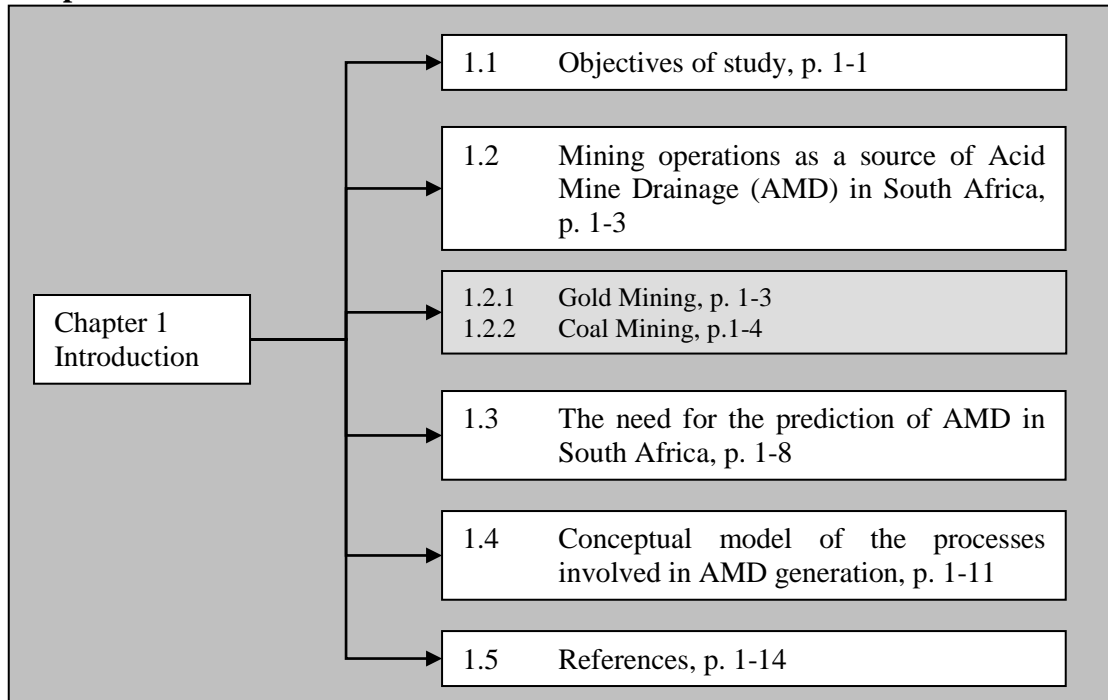 1.1 Objectives of study, p. 1-1
1.2 Mining operations as a source of Acid
Mine Drainage (AMD) in South Africa,
p. 1-3
Chapter 1
Introduction
1.2.1 Gold Mining, p. 1-3
1.2.2 Coal Mining, p.1-4
1.3 The need for the prediction of AMD in
South Africa, p. 1-8
1.4 Conceptual model of the processes
involved in AMD generation, p. 1-11
1.5 References, p. 1-14